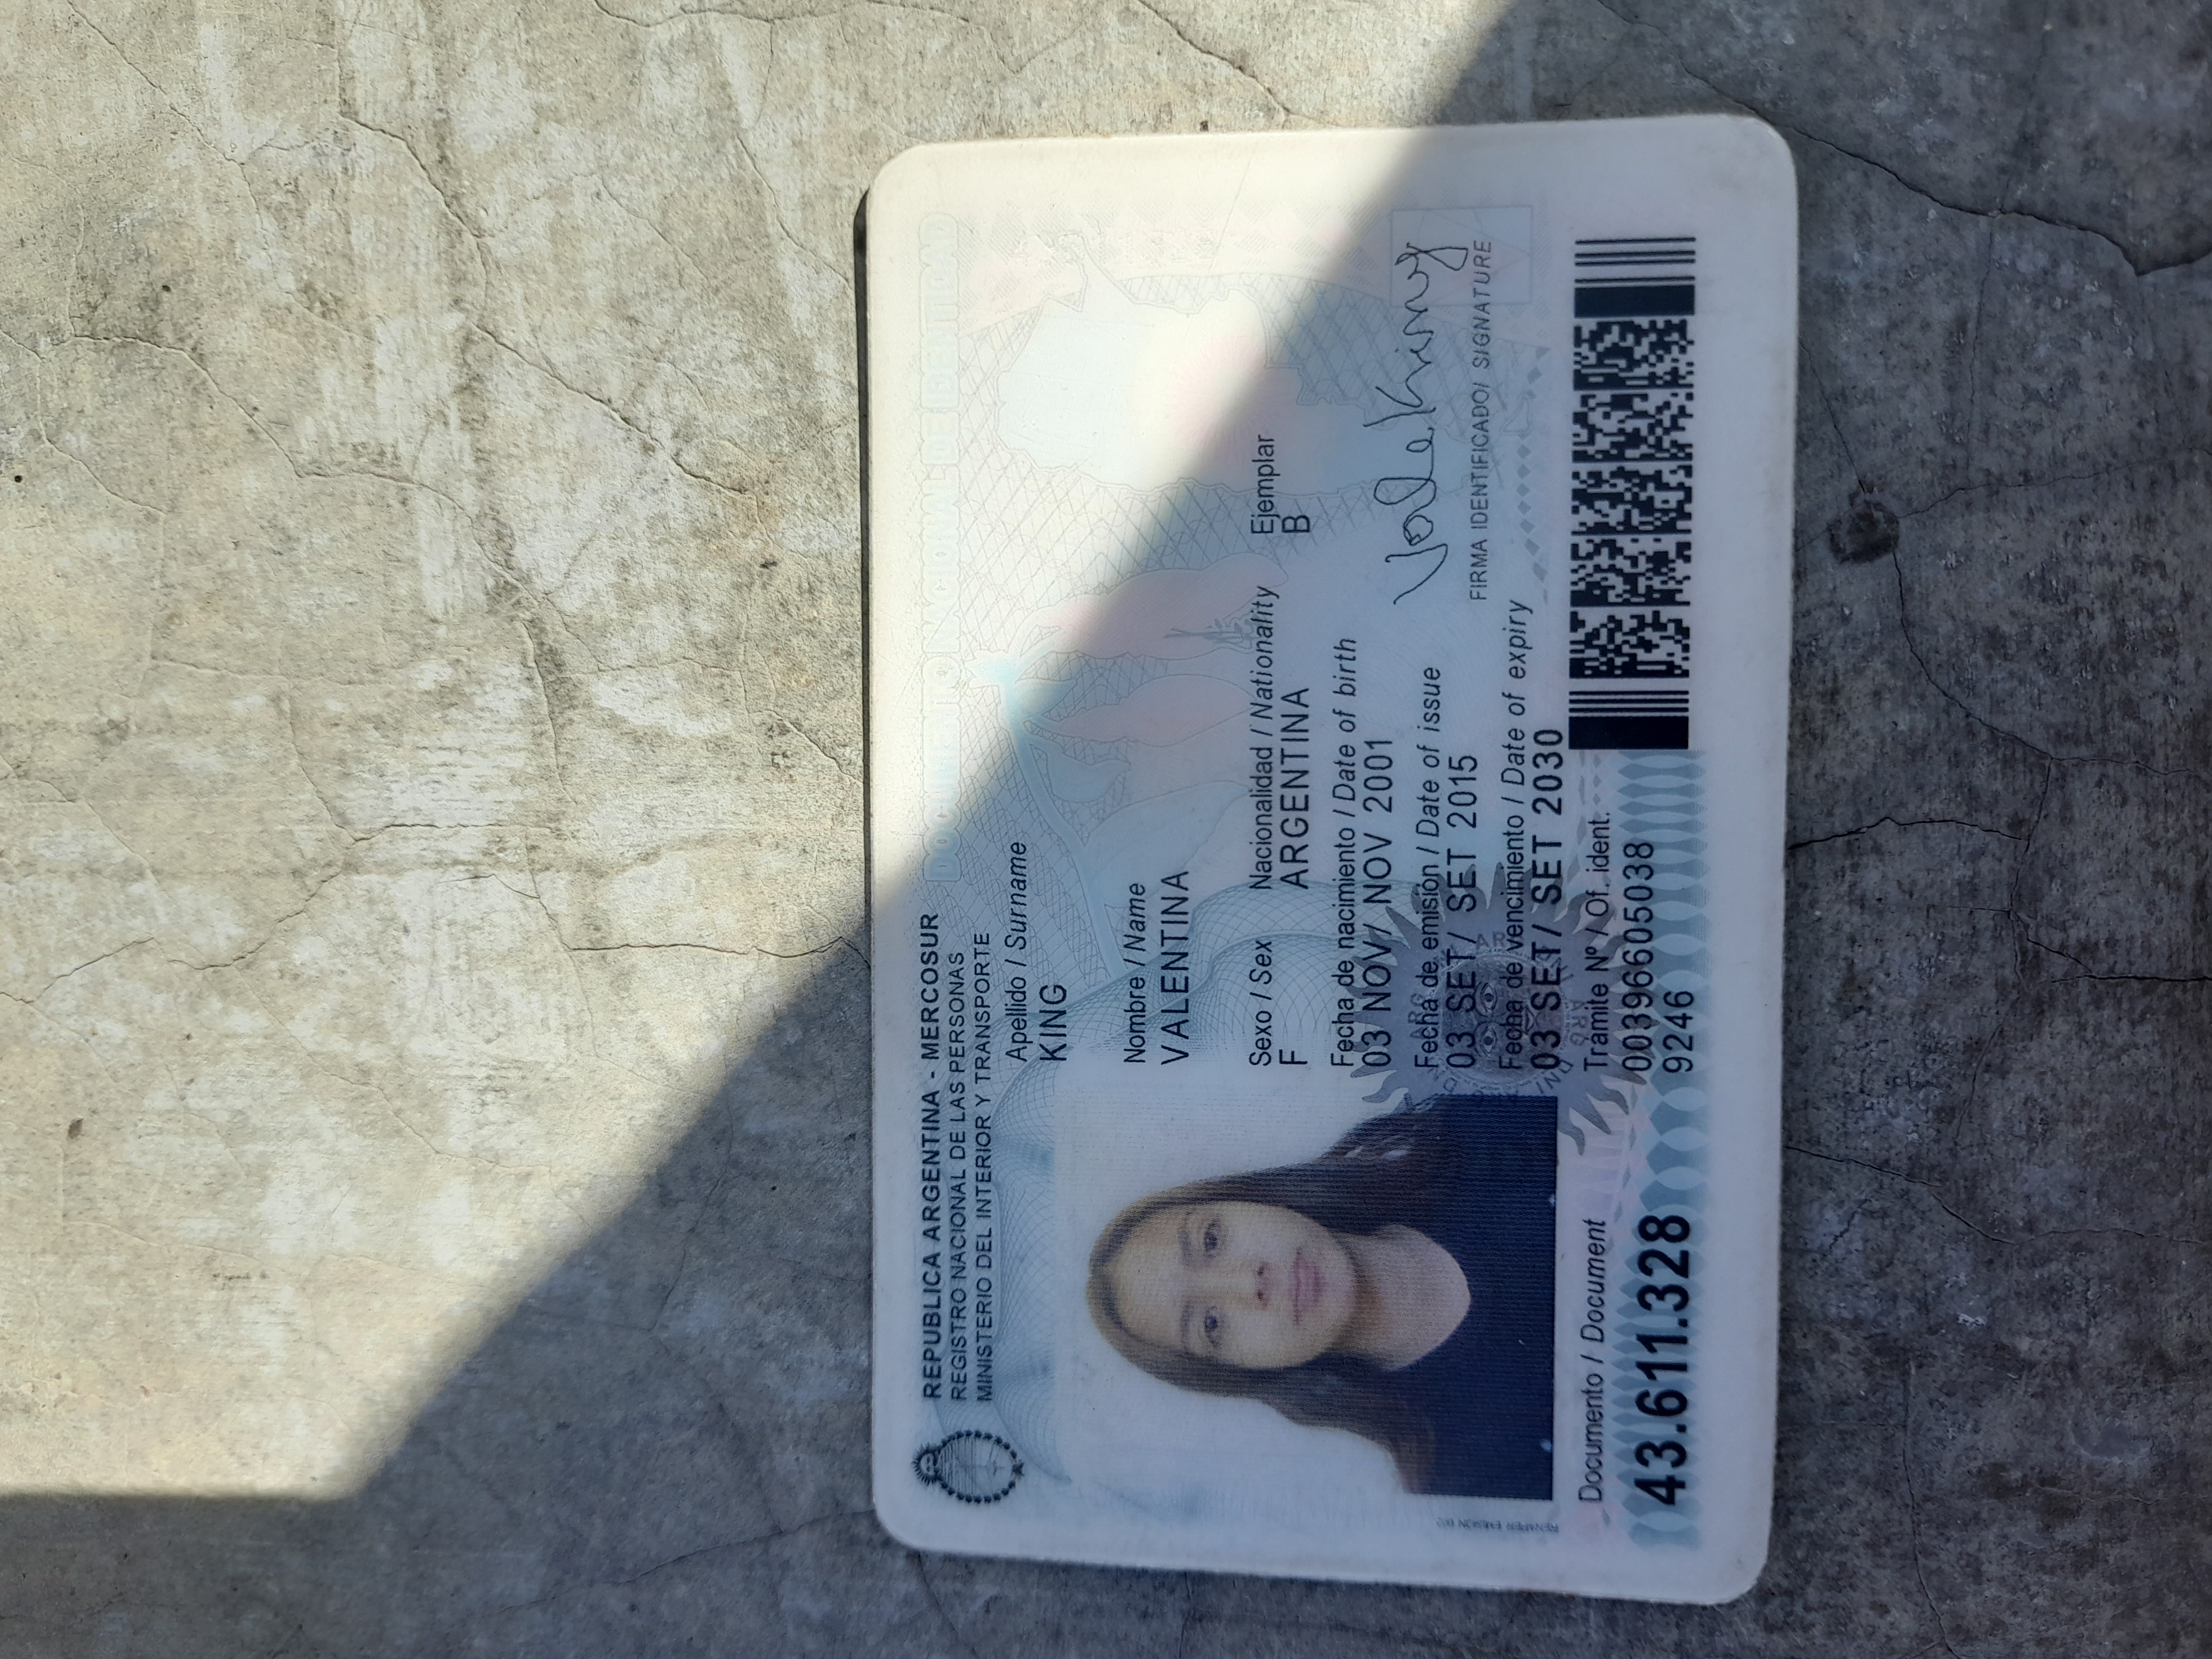 REPUBLICA ARGENTINA - MERCOSUR
REGISTRO NACIONAL DE LAS PERSONAS
MINISTERIO DEL INTERIOR Y TRANSPORTE
DOCUMENTO NACIONAL DE IDENTIDAD
Apellido / Surname
KING
Nombre / Name
VALENTINA
Sexo / Sex Nacionalidad / Nationality Ejemplar
F ARGENTINA B
Fecha de nacimiento / Date of birth
03 NOV/ NOV 2001
Fecha de emisión / Date of issue
03 SET/ SET 2015
Vale King
FIRMA IDENTIFICADO/ SIGNATURE
Fecha de vencimiento / Date of expiry
03 SET/ SET 2030
Documento / Document
43.611.328
Tramite Nº / Of. ident.
00396605038
9246